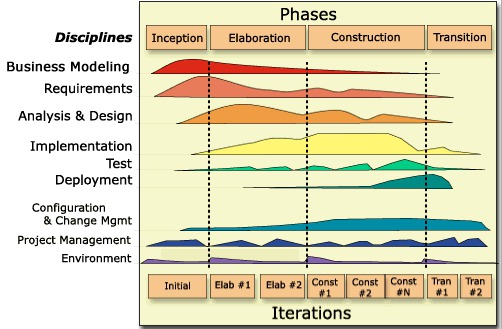 Phases
Disciplines
Inception
Elaboration
Construction
Transition
Business Modeling
Requirements
Analysis & Design
Implementation
Test
Deployment
Configuration
& Change Mgmt
Project Management
Environment
Initial
Elab #1
Elab #2
Const
#1
Const
#2
Const
#N
Tran
#1
Tran
#2
Iterations